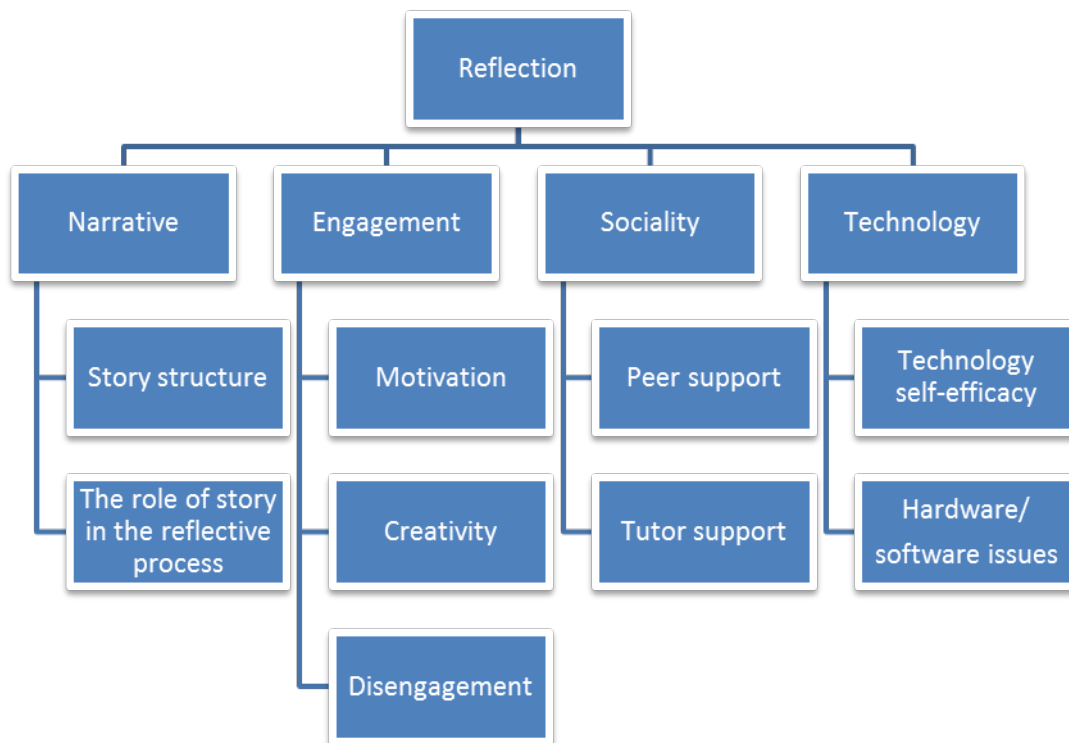 Reflection
Narrative
Engagement
Sociality
Technology
Story structure
Motivation
Peer support
Technology
self-efficacy
The role of story
in the reflective
process
Creativity
Tutor support
Hardware/
software issues
Disengagement